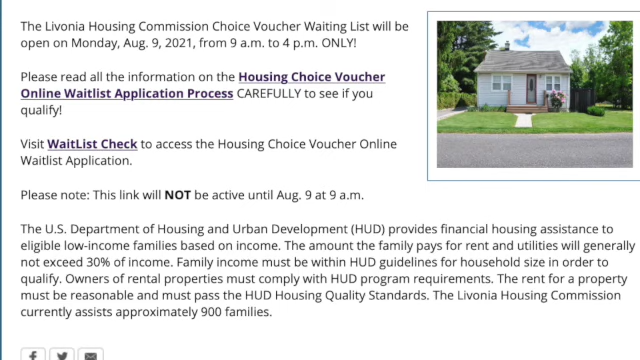 The Livonia Housing Commission Choice Voucher Waiting List will be
open on Monday, Aug. 9, 2021, from 9 a.m. to 4 p.m. ONLY!
Please read all the information on the Housing Choice Voucher
Online Waitlist Application Process CAREFULLY to see if you
qualify!
Visit WaitList Check to access the Housing Choice Voucher Online
Waitlist Application.
Please note: This link will NOT be active until Aug. 9 at 9 a.m.
The U.S. Department of Housing and Urban Development (HUD) provides financial housing assistance to
eligible low-income families based on income. The amount the family pays for rent and utilities will generally
not exceed 30% of income. Family income must be within HUD guidelines for household size in order to
qualify. Owners of rental properties must comply with HUD program requirements. The rent for a property
must be reasonable and must pass the HUD Housing Quality Standards. The Livonia Housing Commission
currently assists approximately 900 families.